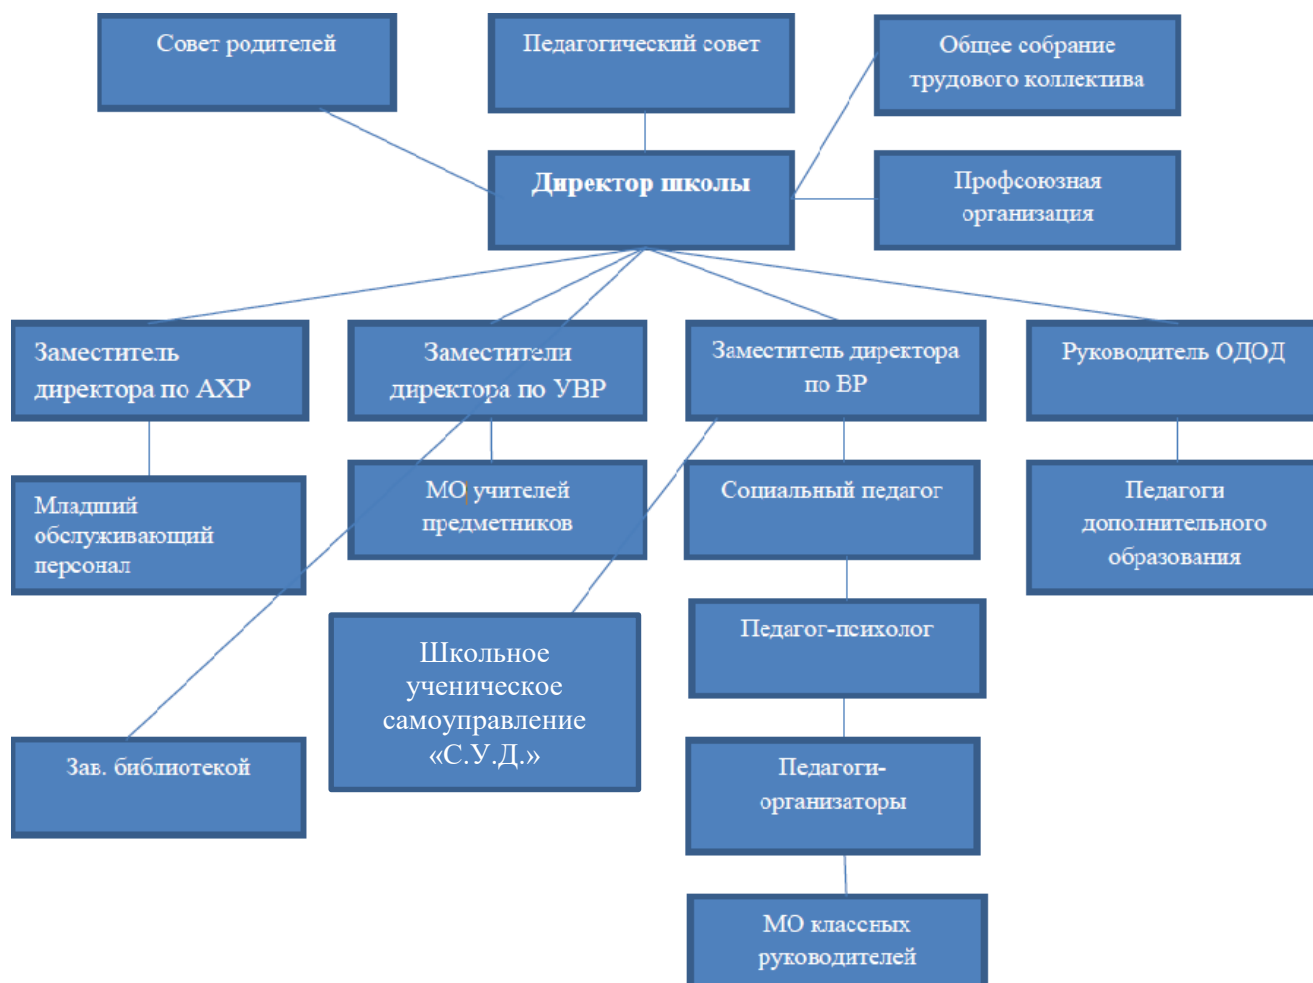 Совет родителей
Педагогический совет
Общее собрание
трудового коллектива
Директор школы
Профсоюзная
организация
Заместитель
директора по АХР
Заместители
директора по УВР
Заместитель директора
по ВР
Руководитель ОДОД
Младший
обслуживающий
персонал
МО учителей
предметников
Социальный педагог
Педагоги
дополнительного
образования
Школьное
ученическое
самоуправление
«С.У.Д.»
Педагог-психолог
Зав. библиотекой
Педагоги-
организаторы
МО классных
руководителей